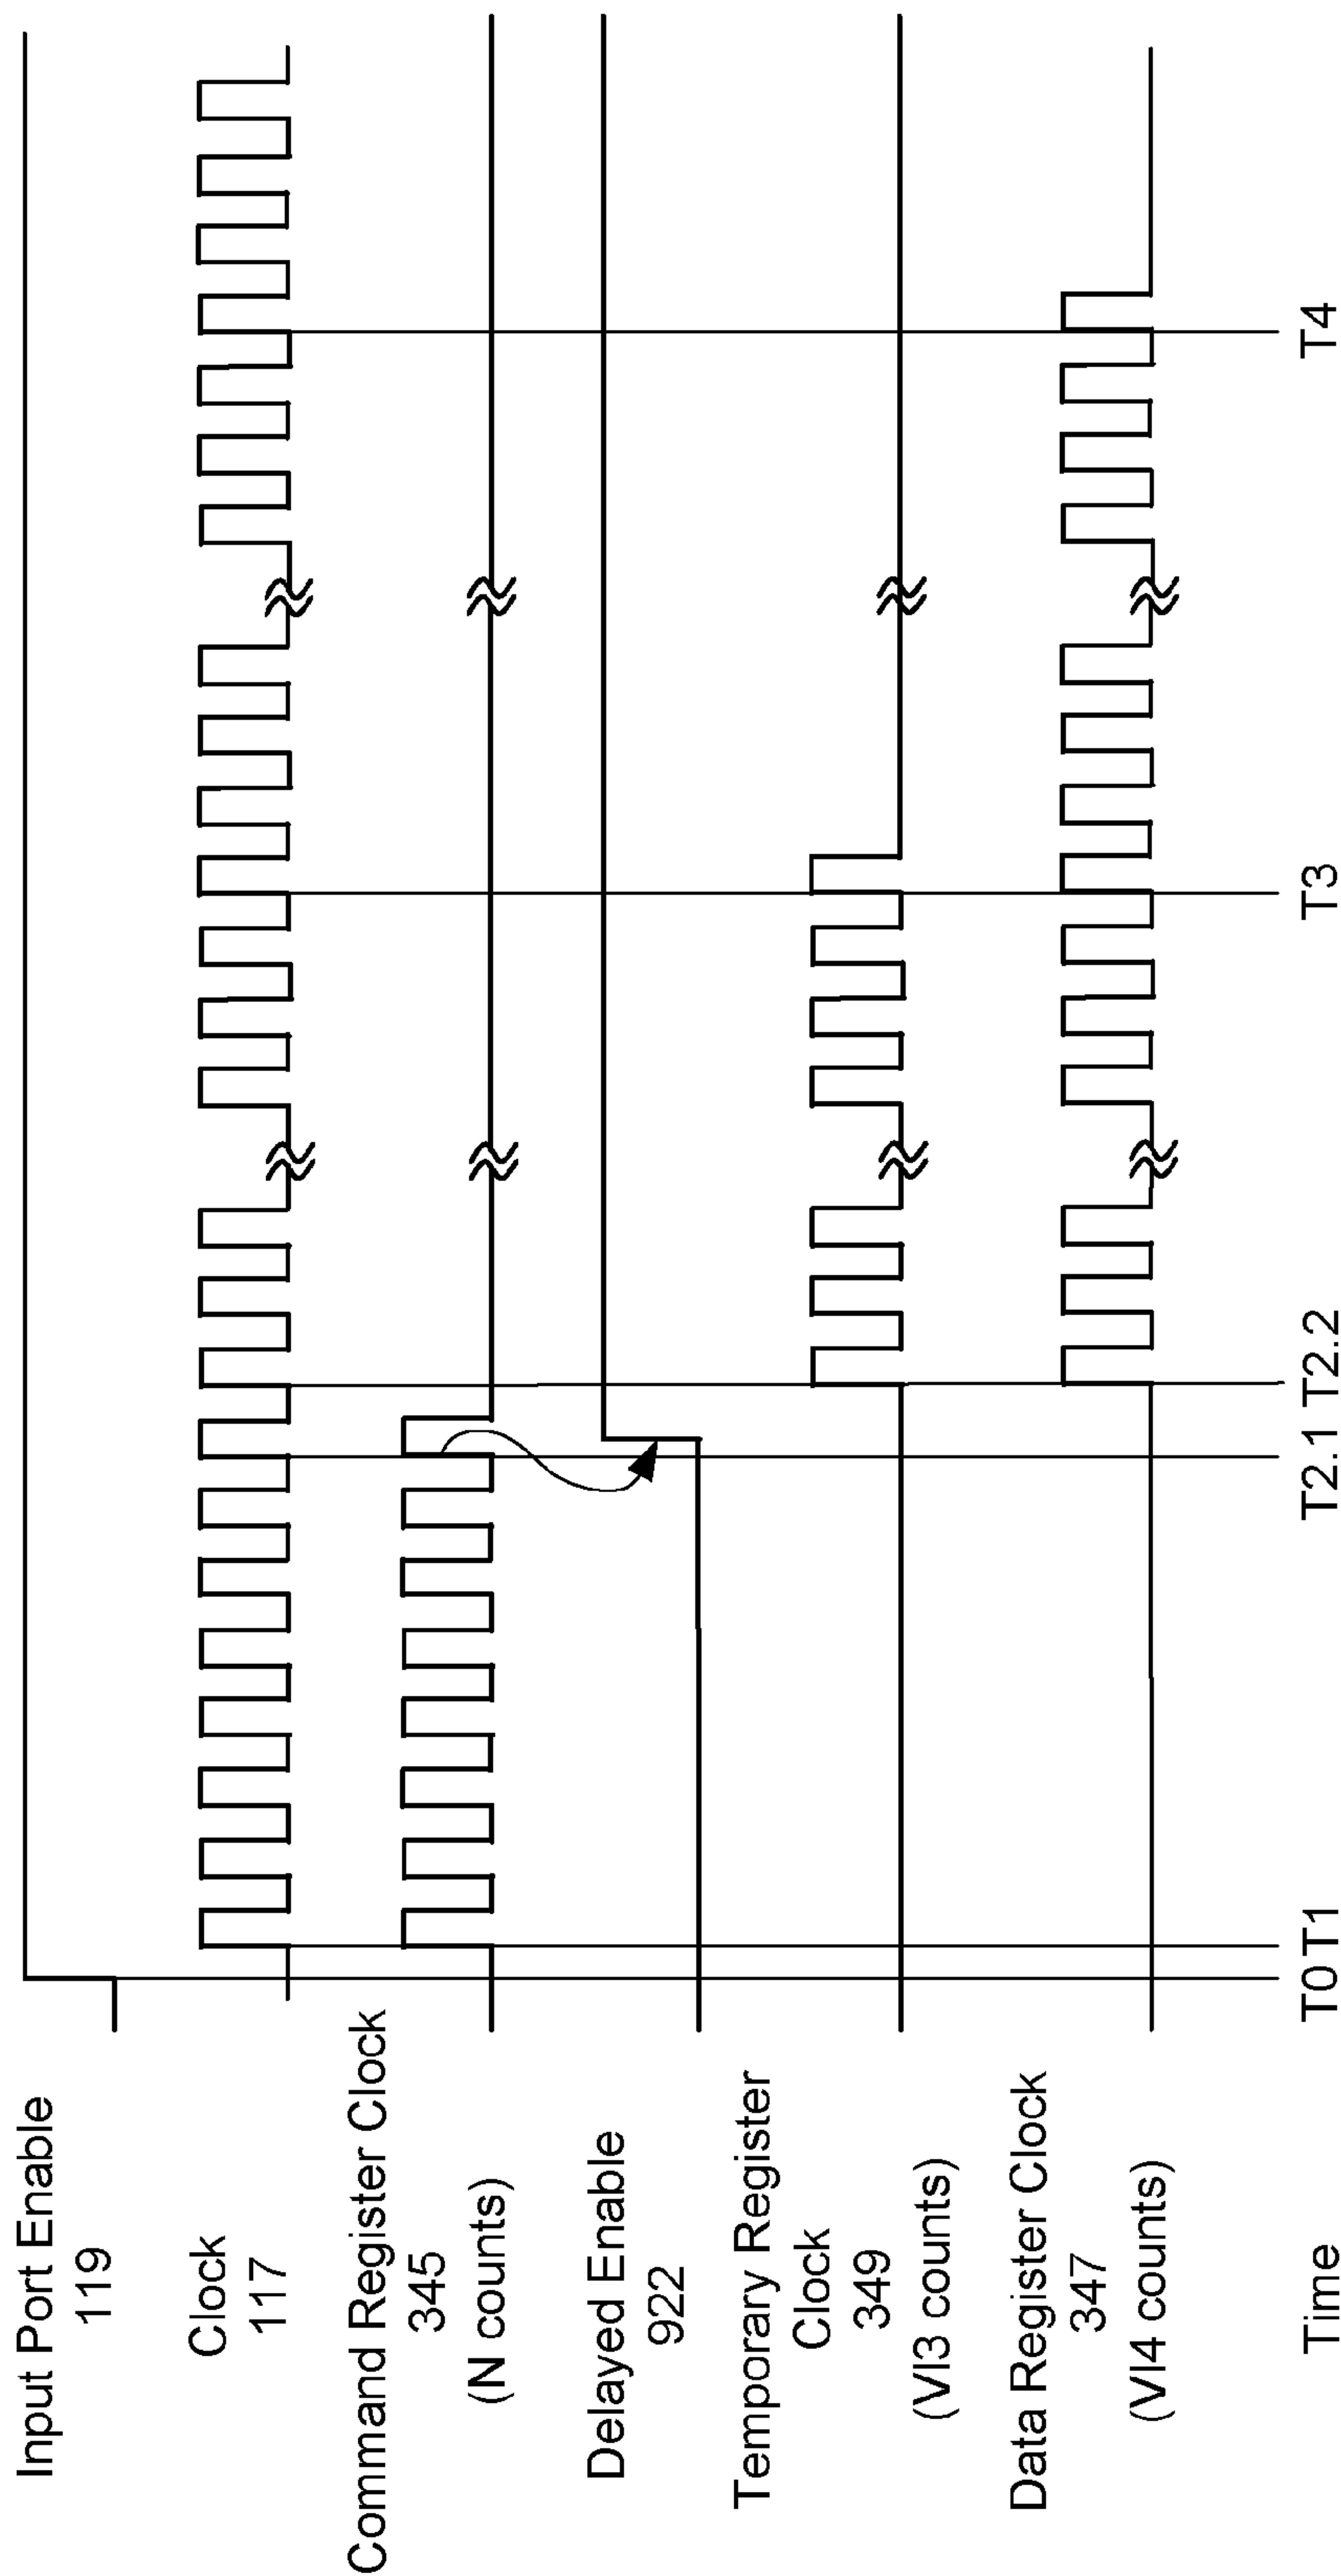 Input Port Enable
119
Clock
117
Command Register Clock
345
(N counts)
Delayed Enable
922
Temporary Register
Clock
349
(VI3 counts)
Data Register Clock
347
(VI4 counts)
Time
T0 T1
T2.1 T2.2
T3
T4